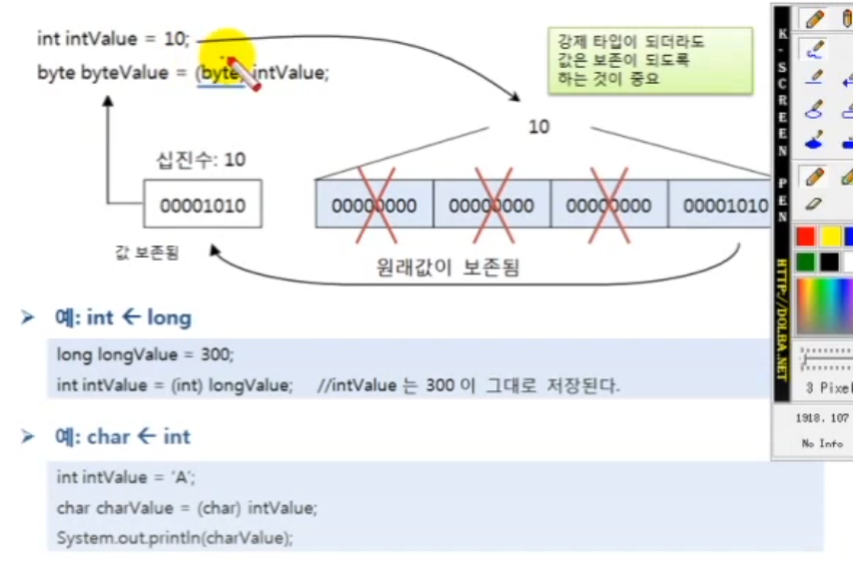 int intValue = 10;
byte byteValue = (byte) intValue;
강제 타입이 되더라도
값은 보존이 되도록
하는 것이 중요
10
십진수: 10
00001010
00000000 00000000 00000000 00001010
값 보존됨
원래값이 보존됨
예: int ← long
long longValue = 300;
int intValue = (int) longValue; //intValue 는 300 이 그대로 저장된다.
예: char ← int
int intValue = 'A';
char charValue = (char) intValue;
System.out.println(charValue);
K-SCREEN PEN HTTP://DOLBA.NET
3 Pixel
1918, 107
No Info